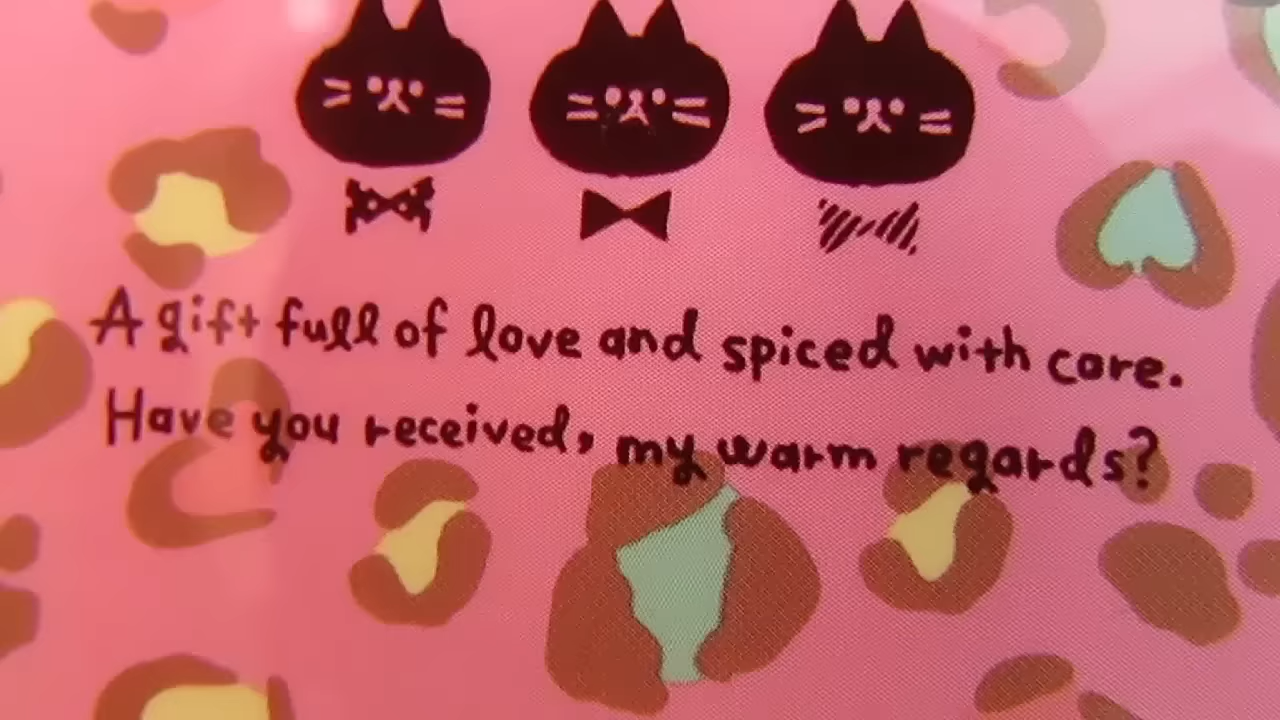 A gift full of love and spiced with care.
Have you received, my warm regards?